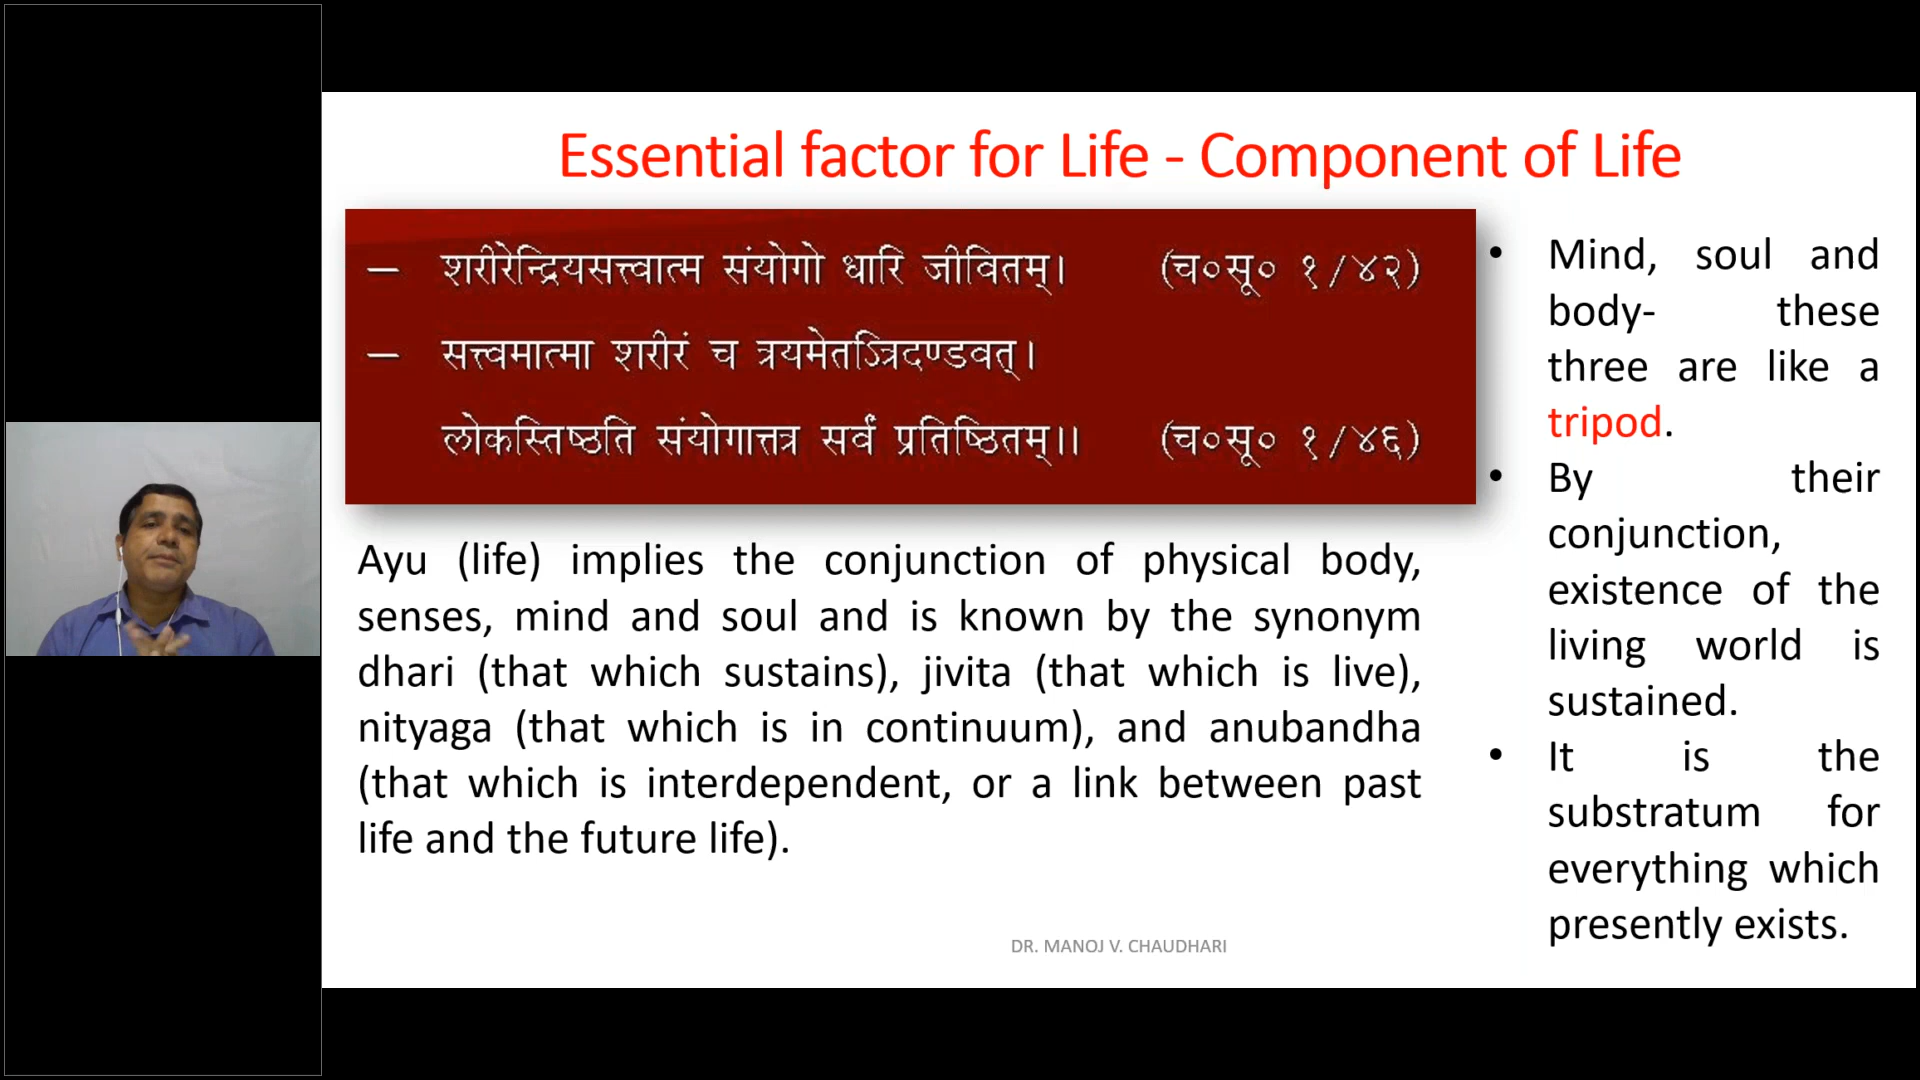 Essential factor for Life - Component of Life
– शरीरेन्द्रियसत्त्वात्म संयोगो धारि जीवितम्। (च०सू० १/४२)
– सत्त्वमात्मा शरीरं च त्रयमेतत्त्रिदण्डवत्।
लोकस्तिष्ठति संयोगात्तत्र सर्वं प्रतिष्ठितम्।। (च०सू० १/४६)
Ayu (life) implies the conjunction of physical body,
senses, mind and soul and is known by the synonym
dhari (that which sustains), jivita (that which is live),
nityaga (that which is in continuum), and anubandha
(that which is interdependent, or a link between past
life and the future life).
• Mind, soul and
body- these
three are like a
tripod.
• By their
conjunction,
existence of the
living world is
sustained.
• It is the
substratum for
everything which
presently exists.
DR. MANOJ V. CHAUDHARI